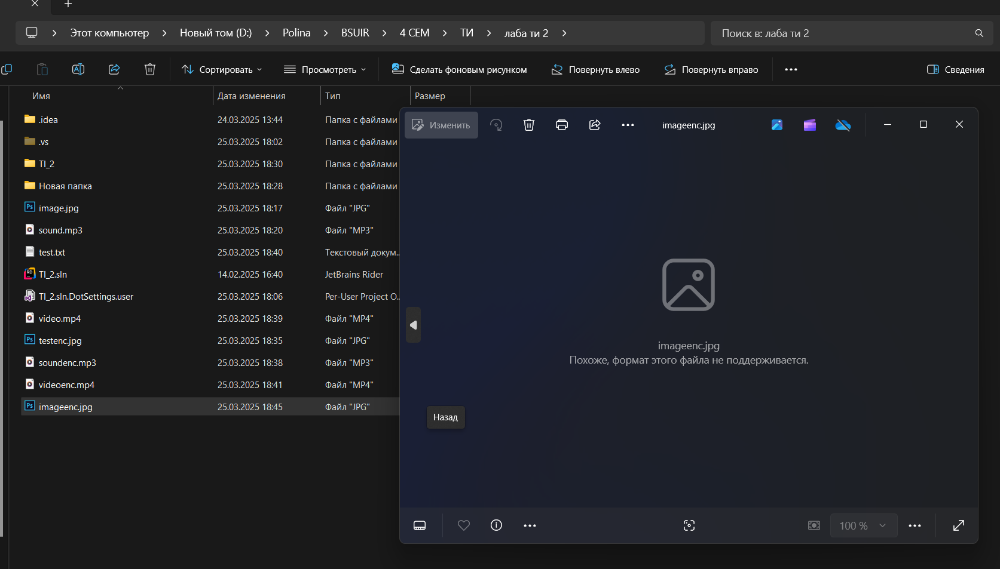 Этот компьютер > Новый том (D:) > Polina > BSUIR > 4 СЕМ > ТИ > лаба ти 2 >
Поиск в: лаба ти 2
Сортировать
Просмотреть
Сделать фоновым рисунком
Повернуть влево
Повернуть вправо
Сведения
Имя Дата изменения Тип Размер
.idea 24.03.2025 13:44 Папка с файлами
.vs 25.03.2025 18:02 Папка с файлами
TI_2 25.03.2025 18:30 Папка с файлами
Новая папка 25.03.2025 18:28 Папка с файлами
image.jpg 25.03.2025 18:17 Файл "JPG"
sound.mp3 25.03.2025 18:20 Файл "MP3"
test.txt 25.03.2025 18:40 Текстовый докум...
TI_2.sln 14.02.2025 16:40 JetBrains Rider
TI_2.sln.DotSettings.user 25.03.2025 18:06 Per-User Project O...
video.mp4 25.03.2025 18:39 Файл "MP4"
testenc.jpg 25.03.2025 18:35 Файл "JPG"
soundenc.mp3 25.03.2025 18:38 Файл "MP3"
videoenc.mp4 25.03.2025 18:41 Файл "MP4"
imageenc.jpg 25.03.2025 18:45 Файл "JPG"
Изменить
imageenc.jpg
imageenc.jpg
Похоже, формат этого файла не поддерживается.
Назад
100 %